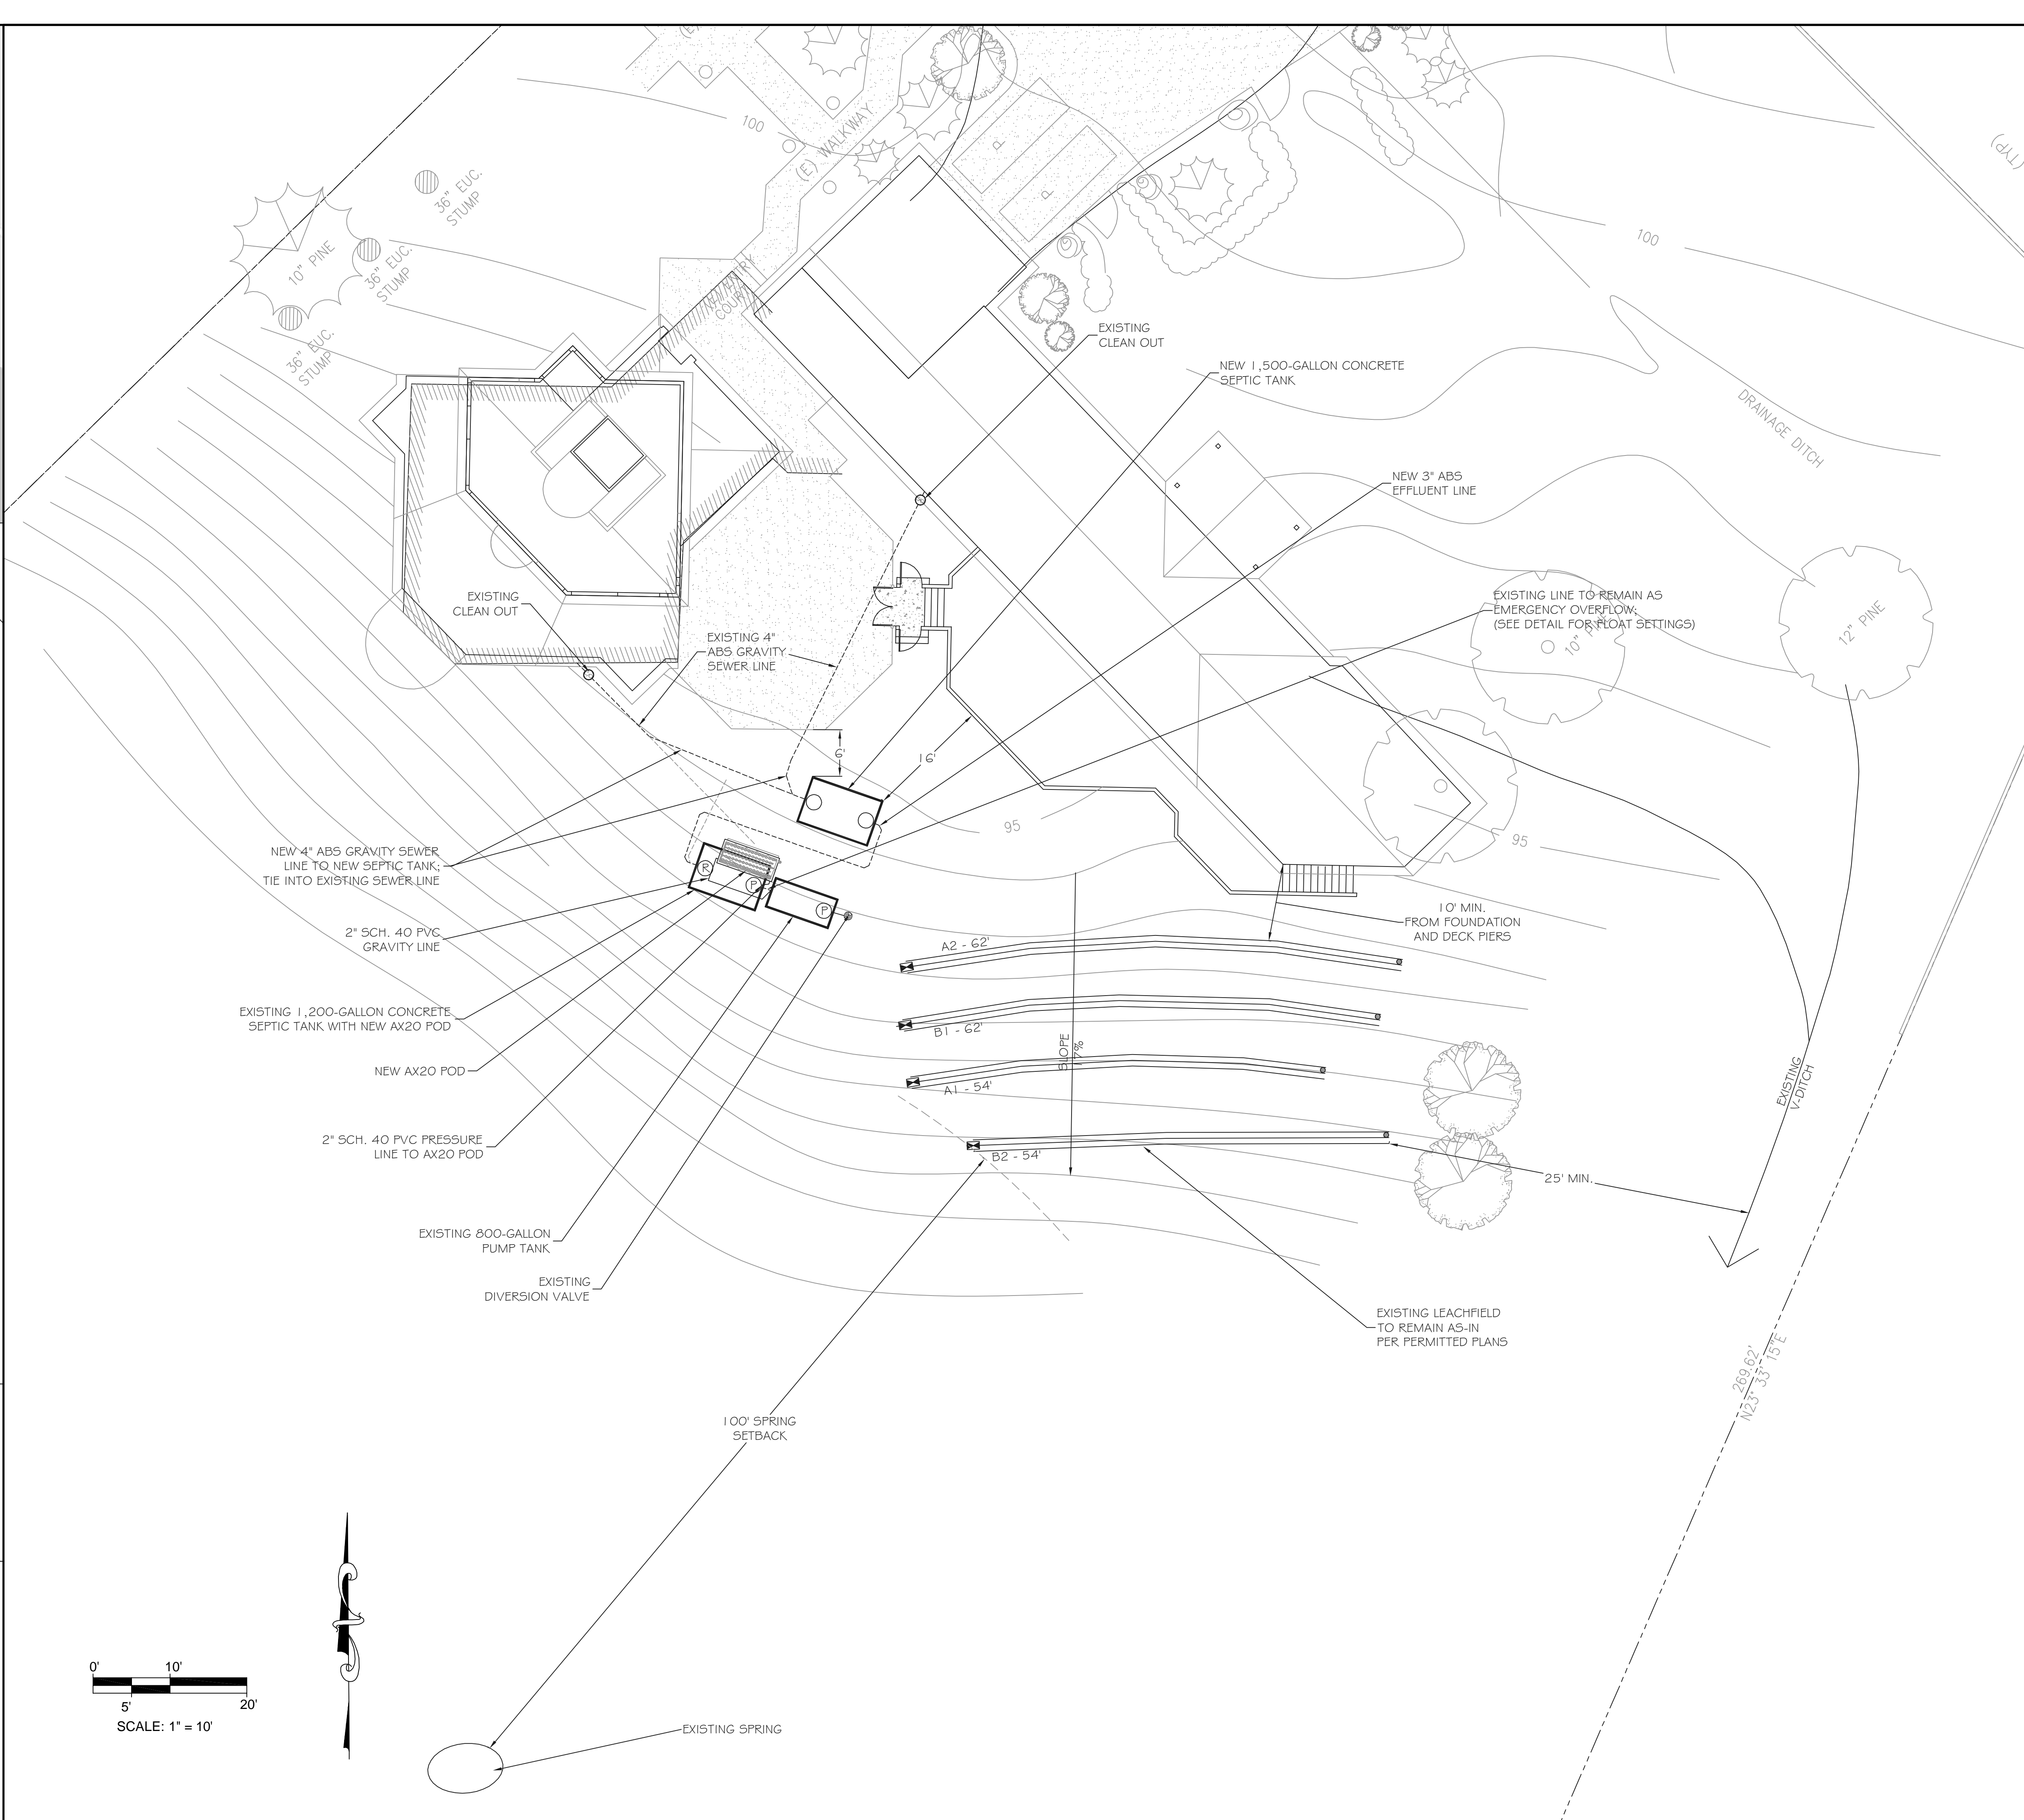 100
(E) WALKWAY
P
P
36" EUC.
STUMP
36" EUC.
STUMP
10" PINE
36" EUC.
STUMP
COURT
100
(TYP)
EXISTING
CLEAN OUT
NEW 1,500-GALLON CONCRETE
SEPTIC TANK
DRAINAGE DITCH
NEW 3" ABS
EFFLUENT LINE
EXISTING
CLEAN OUT
EXISTING 4"
ABS GRAVITY
SEWER LINE
EXISTING LINE TO REMAIN AS
EMERGENCY OVERFLOW;
(SEE DETAIL FOR FLOAT SETTINGS)
10" PINE
12" PINE
6'
16'
95
95
NEW 4" ABS GRAVITY SEWER
LINE TO NEW SEPTIC TANK;
TIE INTO EXISTING SEWER LINE
R
P
P
2" SCH. 40 PVC
GRAVITY LINE
10' MIN.
FROM FOUNDATION
AND DECK PIERS
A2 - 62'
EXISTING 1,200-GALLON CONCRETE
SEPTIC TANK WITH NEW AX20 POD
B1 - 62'
SLOPE
17%
NEW AX20 POD
A1 - 54'
EXISTING
V-DITCH
2" SCH. 40 PVC PRESSURE
LINE TO AX20 POD
B2 - 54'
25' MIN.
EXISTING 800-GALLON
PUMP TANK
EXISTING
DIVERSION VALVE
EXISTING LEACHFIELD
TO REMAIN AS-IN
PER PERMITTED PLANS
269.62'
N23° 33' 15"E
100' SPRING
SETBACK
0' 10'
5' 20'
SCALE: 1" = 10'
EXISTING SPRING